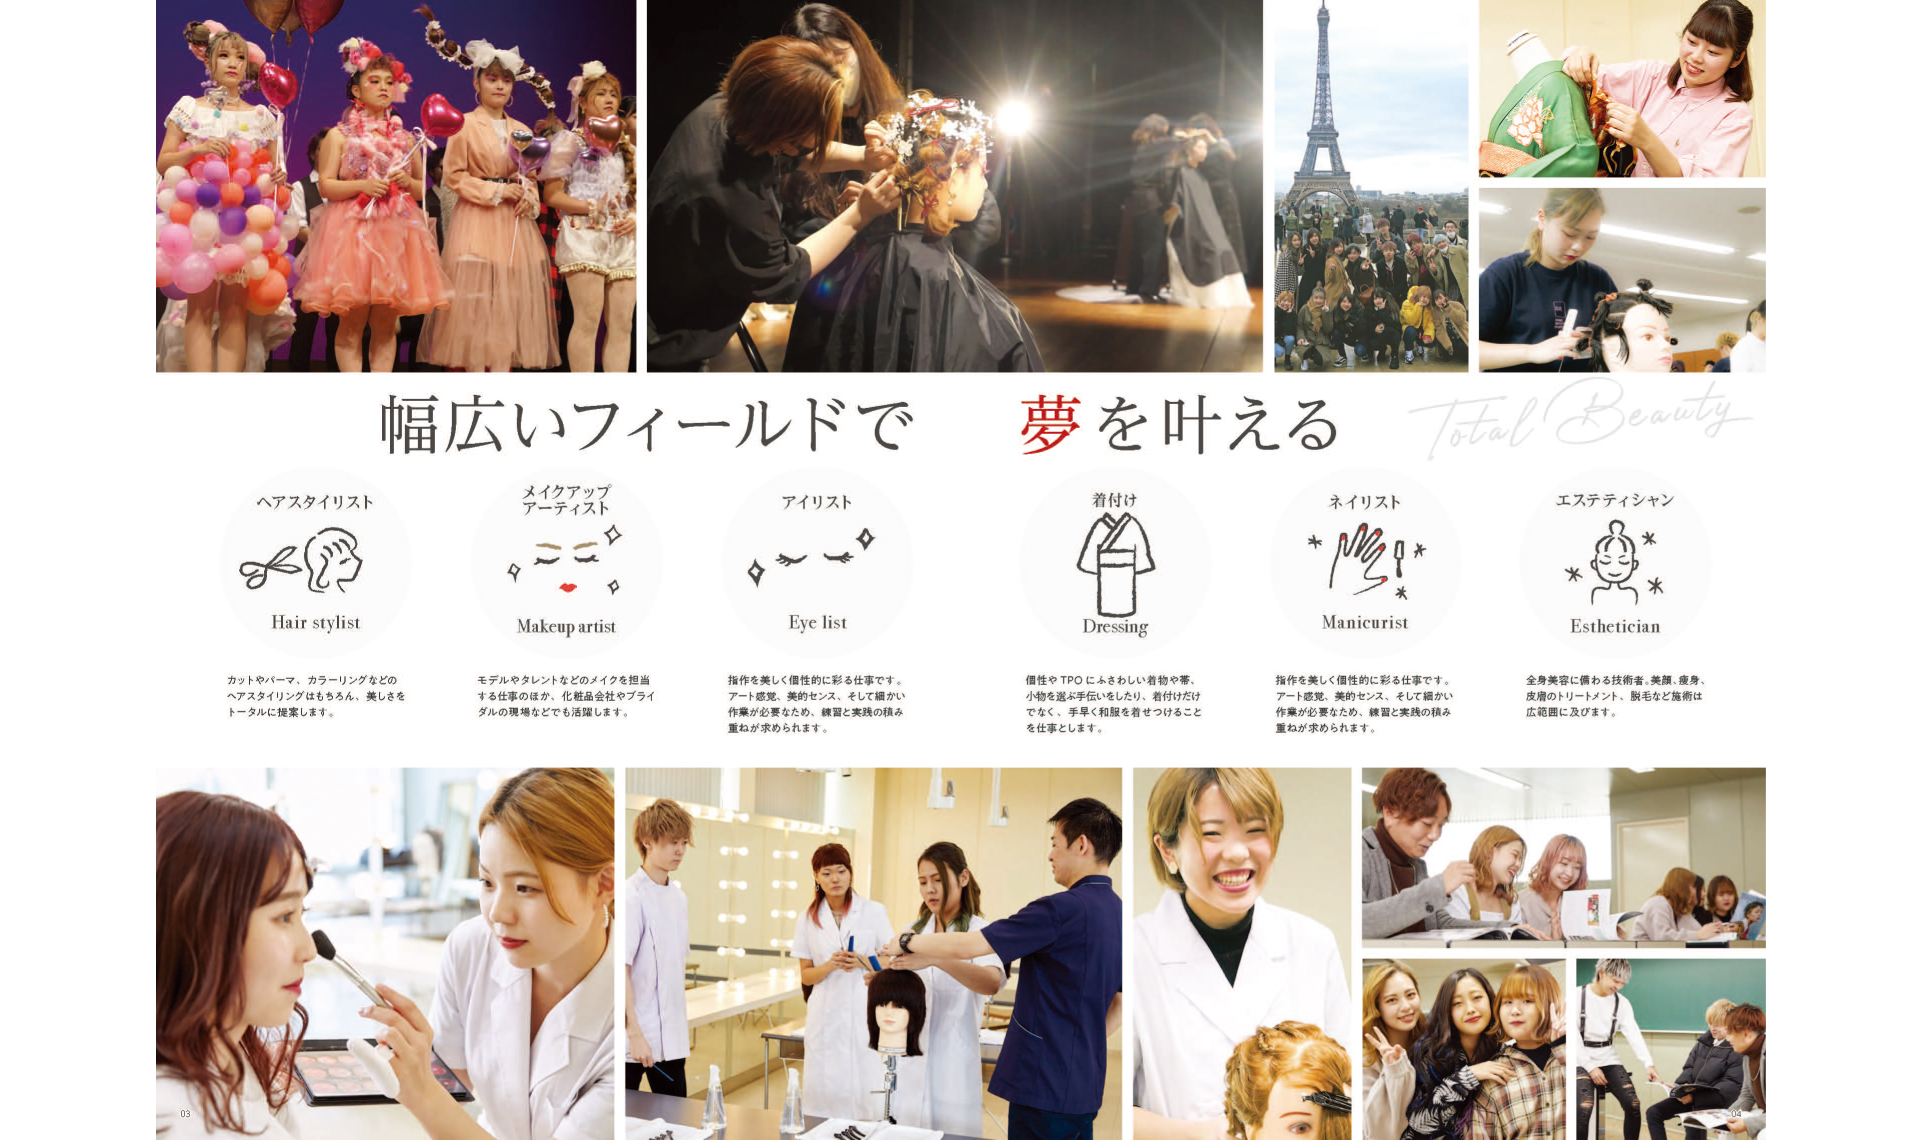 幅広いフィールドで 夢を叶える
Total Beauty
ヘアスタイリスト
Hair stylist
カットやパーマ、カラーリングなどの
ヘアスタイリングはもちろん、美しさを
トータルに提案します。
メイクアップ
アーティスト
Makeup artist
モデルやタレントなどのメイクを担当
する仕事のほか、化粧品会社やブライ
ダルの現場などでも活躍します。
アイリスト
Eye list
指作を美しく個性的に彩る仕事です。
アート感覚、美的センス、そして細かい
作業が必要なため、練習と実践の積み
重ねが求められます。
着付け
Dressing
個性や TPO にふさわしい着物や帯、
小物を選ぶ手伝いをしたり、着付けだけ
でなく、手早く和服を着せつけること
を仕事とします。
ネイリスト
Manicurist
指作を美しく個性的に彩る仕事です。
アート感覚、美的センス、そして細かい
作業が必要なため、練習と実践の積み
重ねが求められます。
エステティシャン
Esthetician
全身美容に備わる技術者。美顔、痩身、
皮膚のトリートメント、脱毛など施術は
広範囲に及びます。
03
04